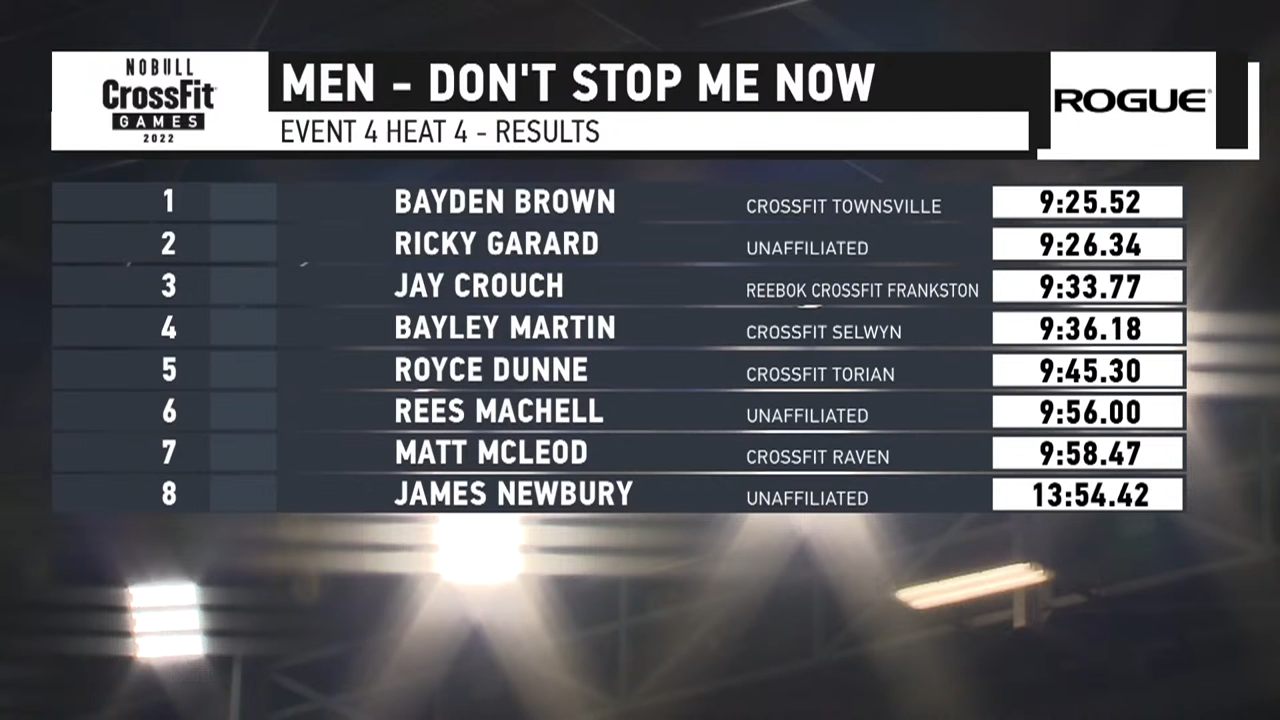 NOBULL
CrossFit
GAMES
2022
MEN - DON'T STOP ME NOW
EVENT 4 HEAT 4 - RESULTS
ROGUE
1 BAYDEN BROWN CROSSFIT TOWNSVILLE 9:25.52
2 RICKY GARARD UNAFFILIATED 9:26.34
3 JAY CROUCH REEBOK CROSSFIT FRANKSTON 9:33.77
4 BAYLEY MARTIN CROSSFIT SELWYN 9:36.18
5 ROYCE DUNNE CROSSFIT TORIAN 9:45.30
6 REES MACHELL UNAFFILIATED 9:56.00
7 MATT MCLEOD CROSSFIT RAVEN 9:58.47
8 JAMES NEWBURY UNAFFILIATED 13:54.42